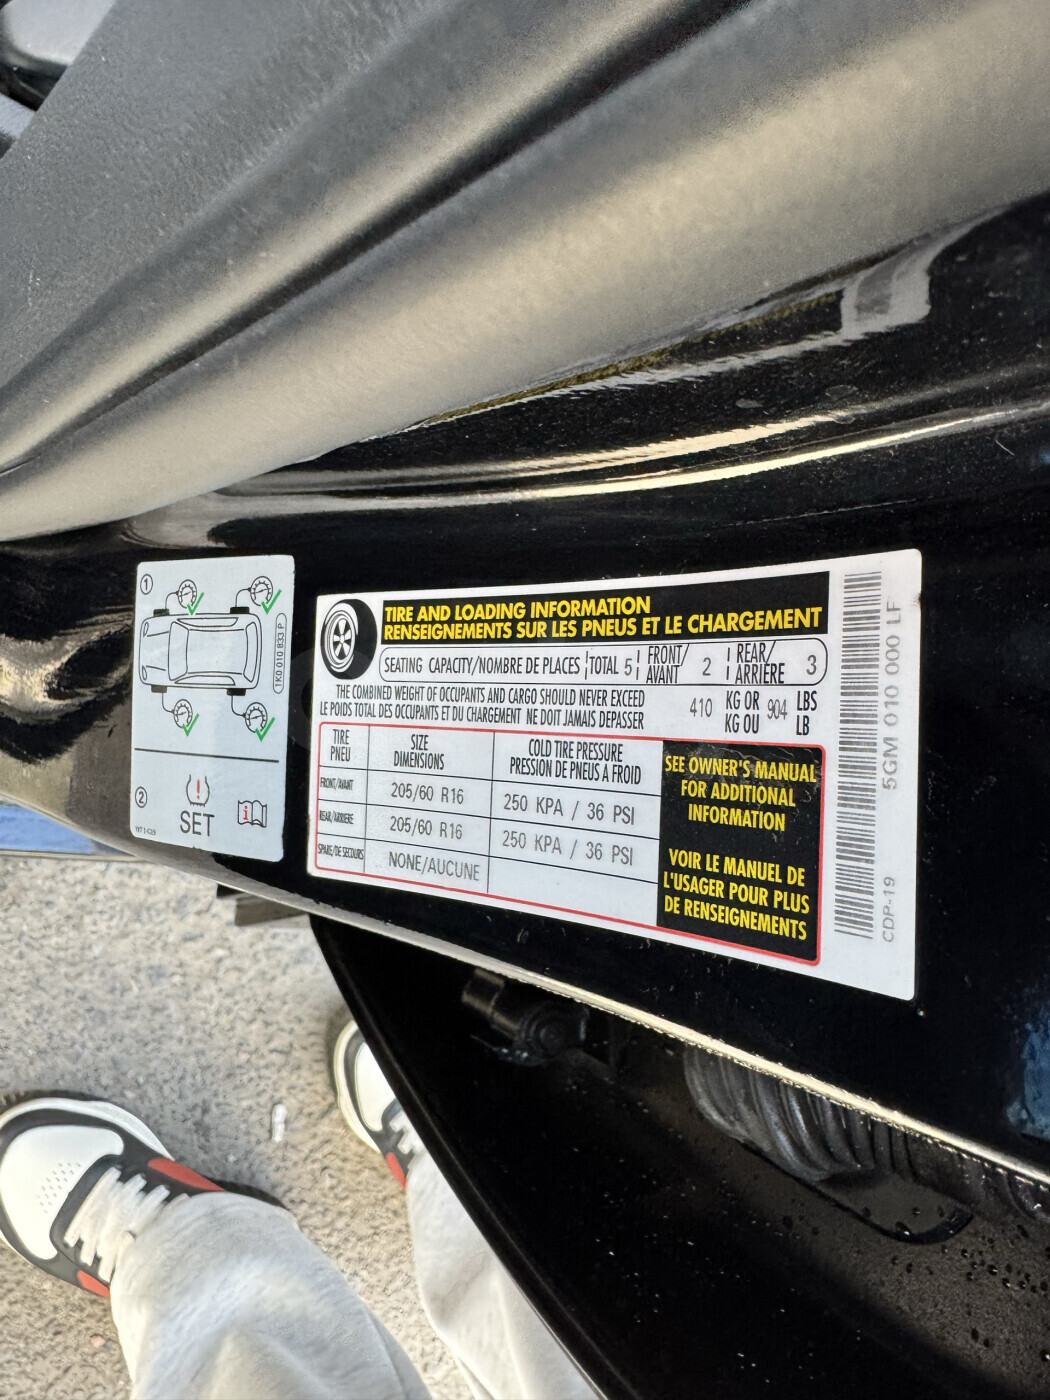 1
1K0 010 833 P
2
SET
TIRE AND LOADING INFORMATION
RENSEIGNEMENTS SUR LES PNEUS ET LE CHARGEMENT
SEATING CAPACITY/NOMBRE DE PLACES TOTAL 5 FRONT/AVANT 2 REAR/ARRIÈRE 3
THE COMBINED WEIGHT OF OCCUPANTS AND CARGO SHOULD NEVER EXCEED
LE POIDS TOTAL DES OCCUPANTS ET DU CHARGEMENT NE DOIT JAMAIS DEPASSER
410 KG OR 904 LBS
KG OU LB
TIRE PNEU
SIZE DIMENSIONS
COLD TIRE PRESSURE
PRESSION DE PNEUS A FROID
FRONT/AVANT 205/60 R16 250 KPA / 36 PSI
REAR/ARRIERE 205/60 R16 250 KPA / 36 PSI
SPARE/DE SECOURS NONE/AUCUNE
SEE OWNER'S MANUAL
FOR ADDITIONAL
INFORMATION
VOIR LE MANUEL DE
L'USAGER POUR PLUS
DE RENSEIGNEMENTS
5GM 010 000 LF
CDP-19